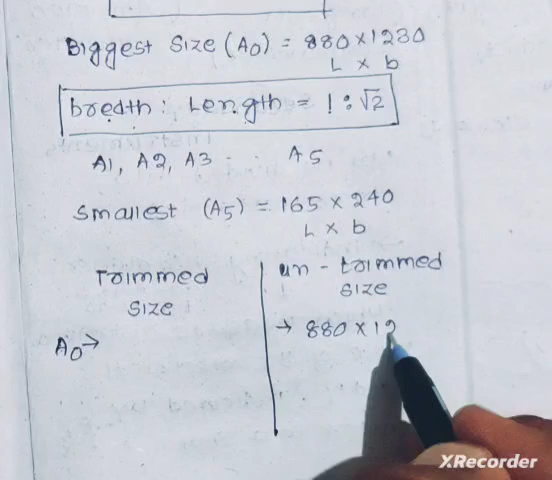 Biggest Size (A0) = 880 × 1230
L × b
breadth : Length = 1 : √2
A1, A2, A3 . . A5
Smallest (A5) = 165 × 240
L × b
Trimmed Size
un - trimmed Size
A0 →
→ 880 × 12
XRecorder